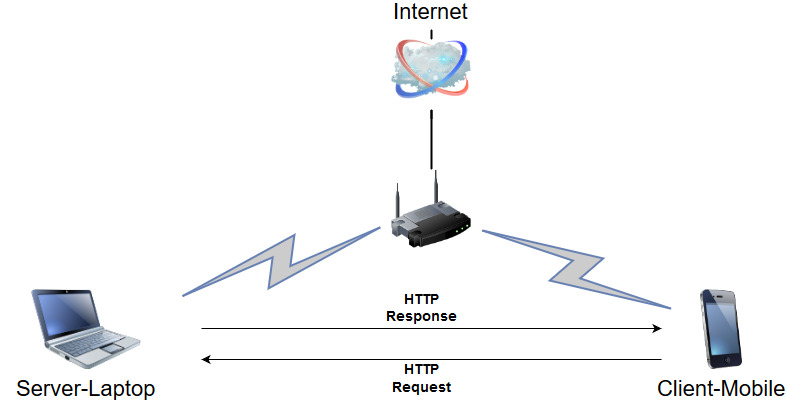 Internet
HTTP
Response
HTTP
Request
Server-Laptop
Client-Mobile